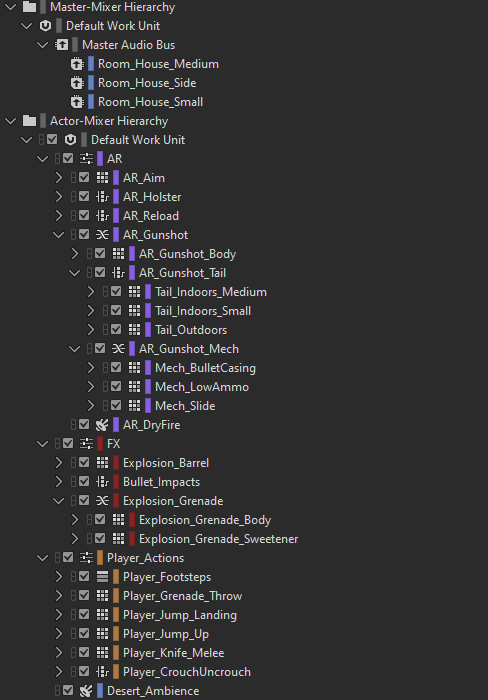 Master-Mixer Hierarchy
Default Work Unit
Master Audio Bus
Room_House_Medium
Room_House_Side
Room_House_Small
Actor-Mixer Hierarchy
Default Work Unit
AR
AR_Aim
AR_Holster
AR_Reload
AR_Gunshot
AR_Gunshot_Body
AR_Gunshot_Tail
Tail_Indoors_Medium
Tail_Indoors_Small
Tail_Outdoors
AR_Gunshot_Mech
Mech_BulletCasing
Mech_LowAmmo
Mech_Slide
AR_DryFire
FX
Explosion_Barrel
Bullet_Impacts
Explosion_Grenade
Explosion_Grenade_Body
Explosion_Grenade_Sweetener
Player_Actions
Player_Footsteps
Player_Grenade_Throw
Player_Jump_Landing
Player_Jump_Up
Player_Knife_Melee
Player_CrouchUncrouch
Desert_Ambience